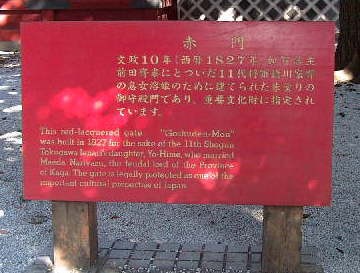 赤門
文政10年(西暦1827年)加賀藩主
前田斉泰にとついだ11代将軍徳川家斉
の息女溶姫のために建てられた朱塗りの
御守殿門であり、重要文化財に指定され
ています。
This red-lacquered gate "Goshuden-Mon"
was built in 1827 for the sake of the 11th Shogun
Tokugawa Ienari's daughter, Yo-Hime, who married
Maeda Nariyasu, the feudal lord of the Province
of Kaga. The gate is legally protected as one of the
important cultural properties of Japan.